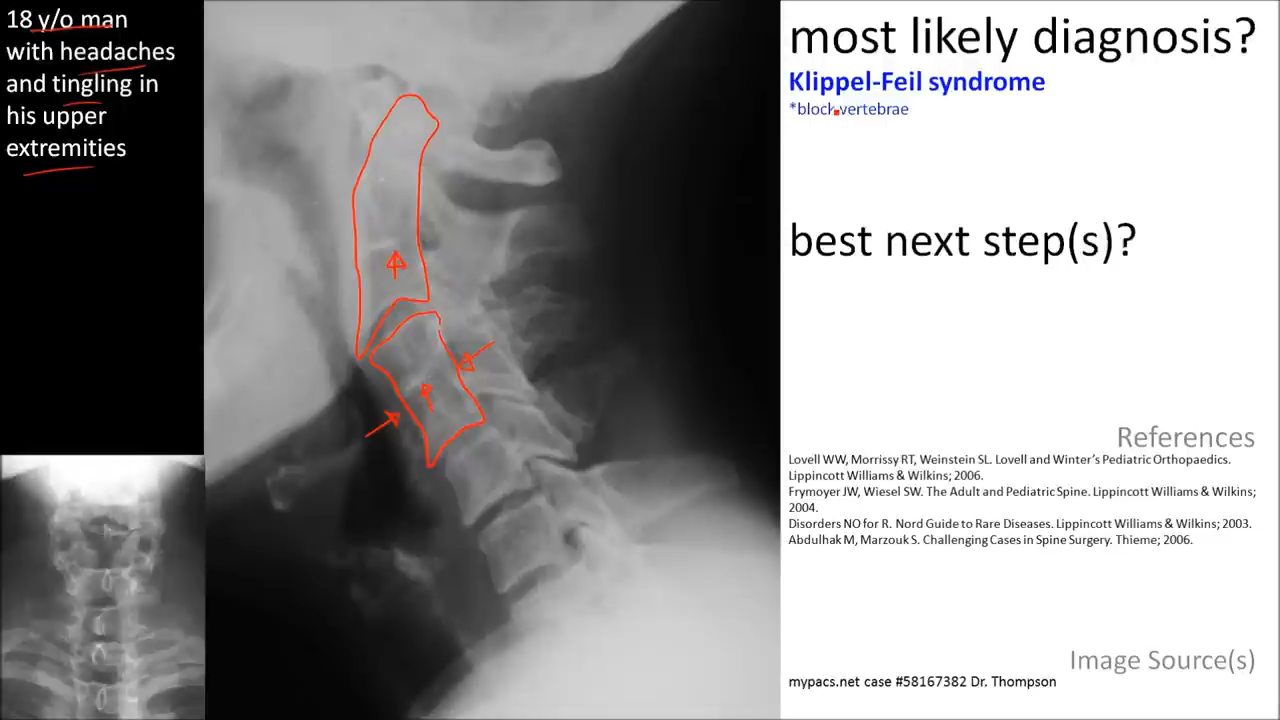 18 y/o man
with headaches
and tingling in
his upper
extremities
most likely diagnosis?
Klippel-Feil syndrome
*block vertebrae
best next step(s)?
References
Lovell WW, Morrissy RT, Weinstein SL. Lovell and Winter's Pediatric Orthopaedics.
Lippincott Williams & Wilkins; 2006.
Frymoyer JW, Wiesel SW. The Adult and Pediatric Spine. Lippincott Williams & Wilkins;
2004.
Disorders NO for R. Nord Guide to Rare Diseases. Lippincott Williams & Wilkins; 2003.
Abdulhak M, Marzouk S. Challenging Cases in Spine Surgery. Thieme; 2006.
Image Source(s)
mypacs.net case #58167382 Dr. Thompson